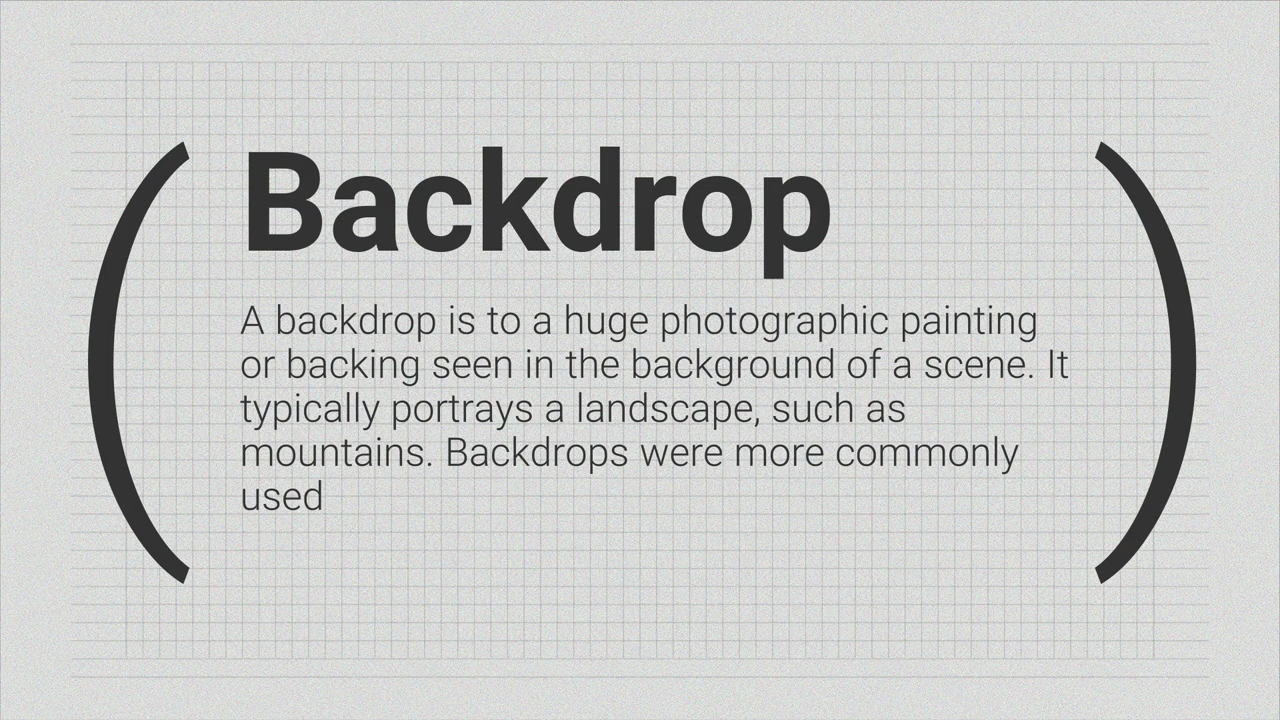 Backdrop
A backdrop is to a huge photographic painting
or backing seen in the background of a scene. It
typically portrays a landscape, such as
mountains. Backdrops were more commonly
used